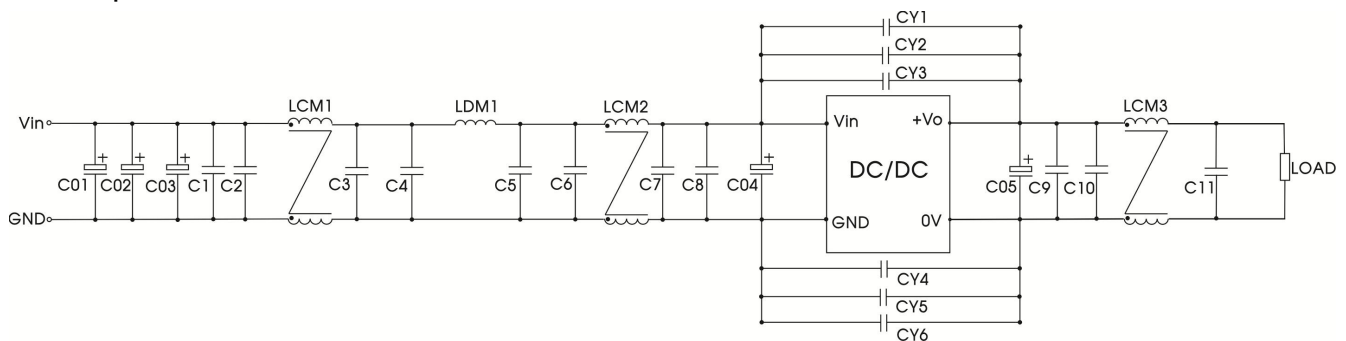 CY1
CY2
CY3
LCM1
LDM1
LCM2
LCM3
Vin
Vin
+Vo
DC/DC
+
C01
+
C02
+
C03
C1
C2
C3
C4
C5
C6
C7
C8
+
C04
+
C05
C9
C10
C11
LOAD
GND
GND
0V
CY4
CY5
CY6